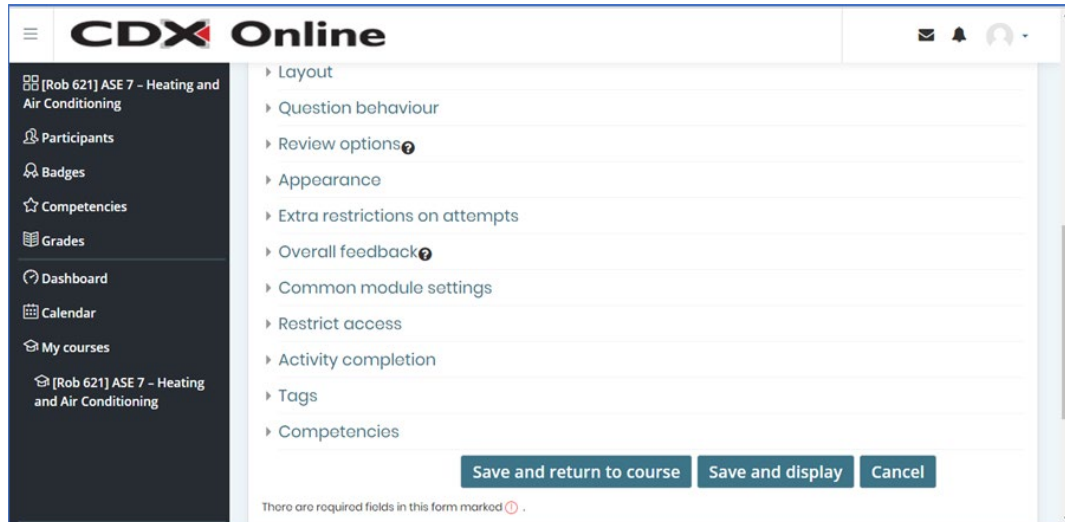 CDX Online
[Rob 621] ASE 7 – Heating and
Air Conditioning
Participants
Badges
Competencies
Grades
Dashboard
Calendar
My courses
[Rob 621] ASE 7 – Heating
and Air Conditioning
Layout
Question behaviour
Review options
Appearance
Extra restrictions on attempts
Overall feedback
Common module settings
Restrict access
Activity completion
Tags
Competencies
Save and return to course Save and display Cancel
There are required fields in this form marked .